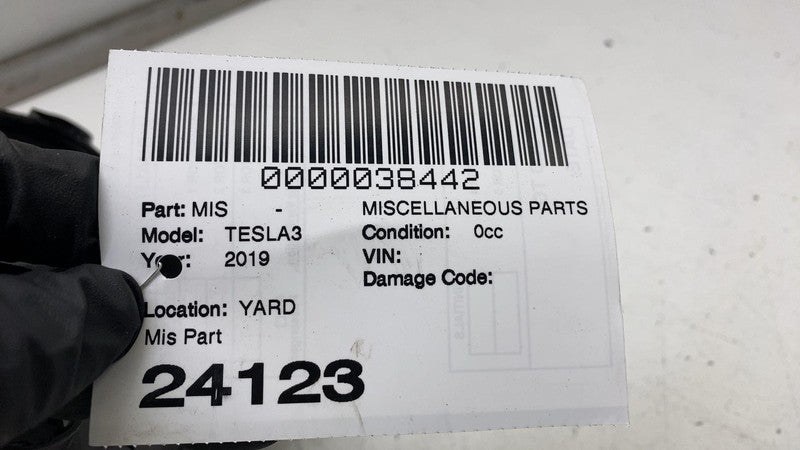 0000038442
Part: MIS - MISCELLANEOUS PARTS
Model: TESLA3 Condition: 0cc
Year: 2019 VIN:
Damage Code:
Location: YARD
Mis Part
24123